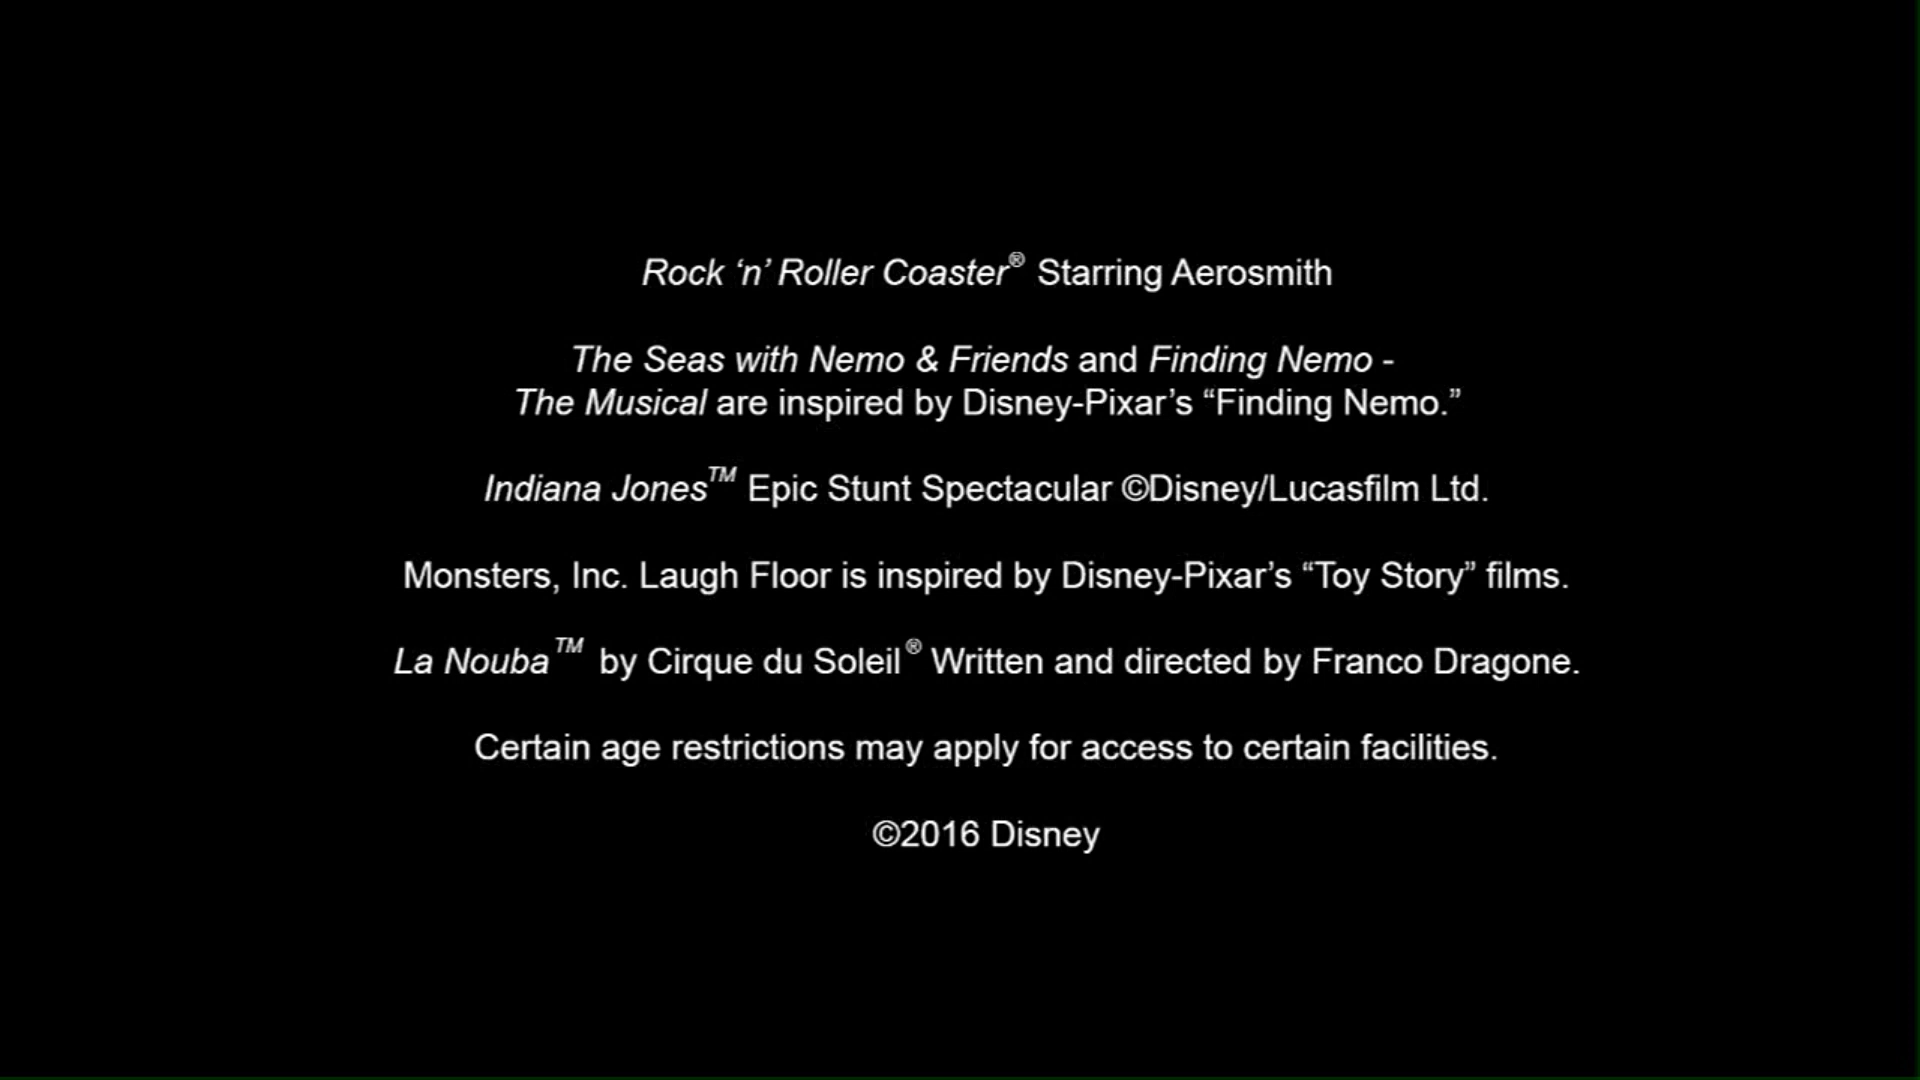 Rock ‘n’ Roller Coaster® Starring Aerosmith
The Seas with Nemo & Friends and Finding Nemo -
The Musical are inspired by Disney-Pixar’s “Finding Nemo.”
Indiana Jones™ Epic Stunt Spectacular ©Disney/Lucasfilm Ltd.
Monsters, Inc. Laugh Floor is inspired by Disney-Pixar’s “Toy Story” films.
La Nouba™ by Cirque du Soleil® Written and directed by Franco Dragone.
Certain age restrictions may apply for access to certain facilities.
©2016 Disney